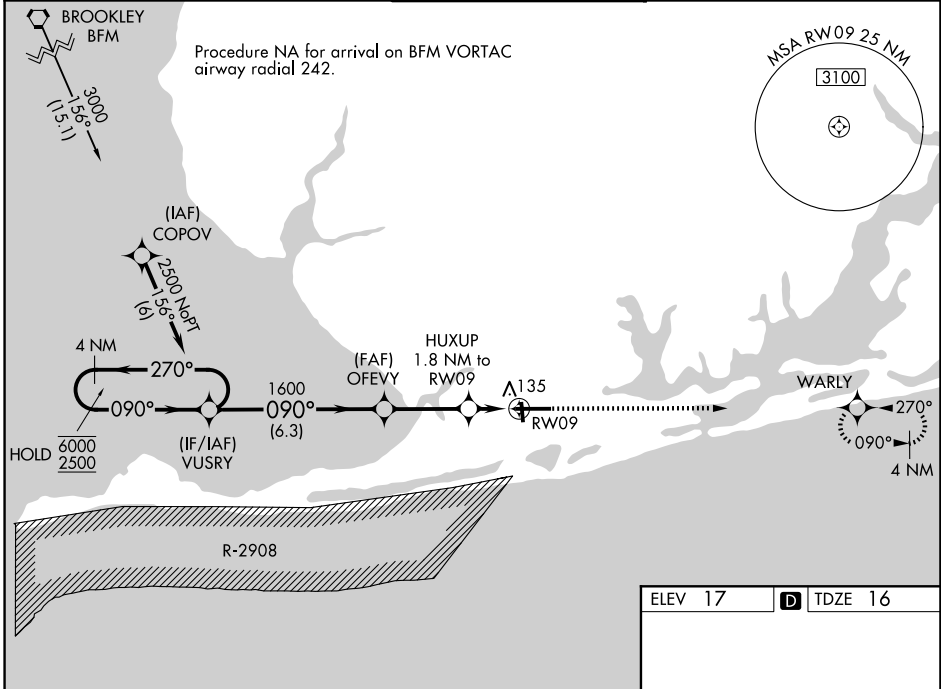 BROOKLEY
BFM
Procedure NA for arrival on BFM VORTAC
airway radial 242.
MSA RW09 25 NM
3100
3000
156°
(15.1)
(IAF)
COPOV
2500 NoPT
156°
(6)
4 NM
270°
090°
HOLD
6000
2500
(IF/IAF)
VUSRY
1600
090°
(6.3)
(FAF)
OFEVY
HUXUP
1.8 NM to
RW09
135
RW09
WARLY
270°
090°
4 NM
R-2908
ELEV 17
D
TDZE 16